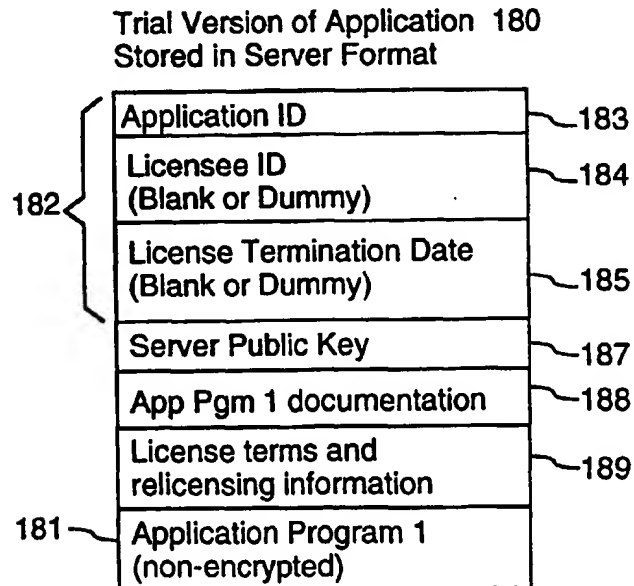 Trial Version of Application 180
Stored in Server Format
Application ID
183
Licensee ID
(Blank or Dummy)
184
182
License Termination Date
(Blank or Dummy)
185
Server Public Key
187
App Pgm 1 documentation
188
License terms and
relicensing information
189
181
Application Program 1
(non-encrypted)